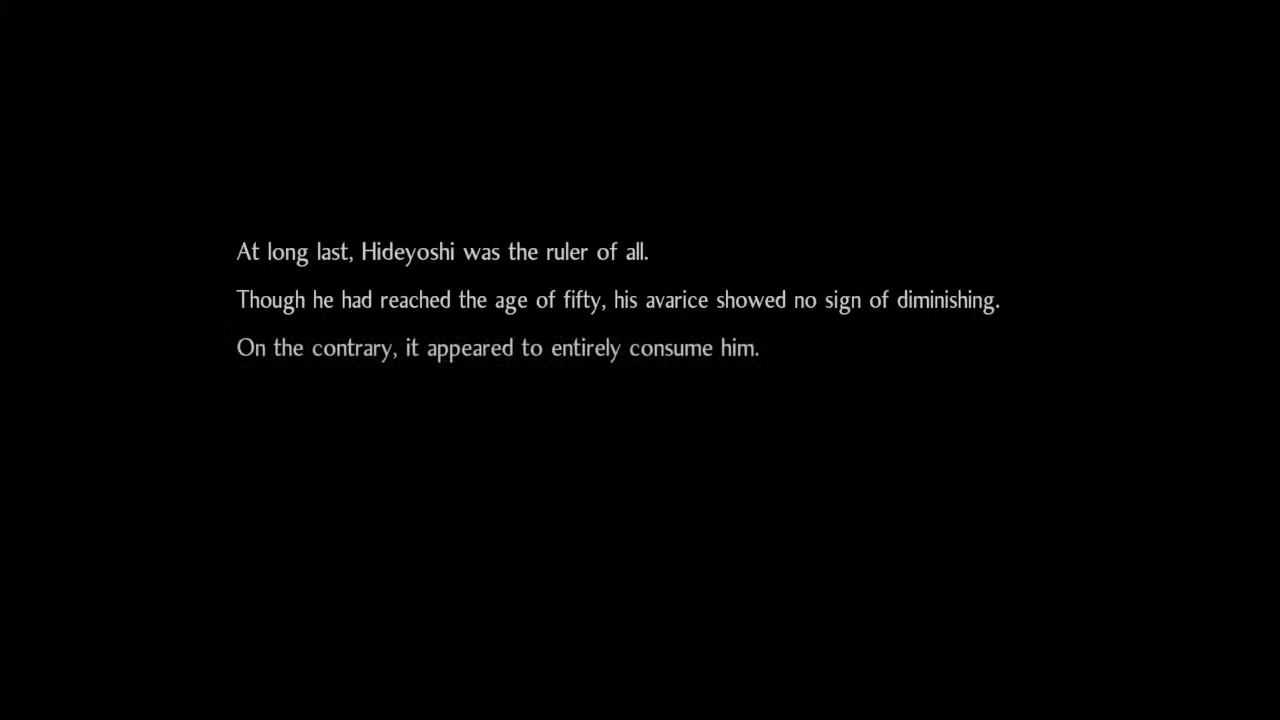 At long last, Hideyoshi was the ruler of all.
Though he had reached the age of fifty, his avarice showed no sign of diminishing.
On the contrary, it appeared to entirely consume him.